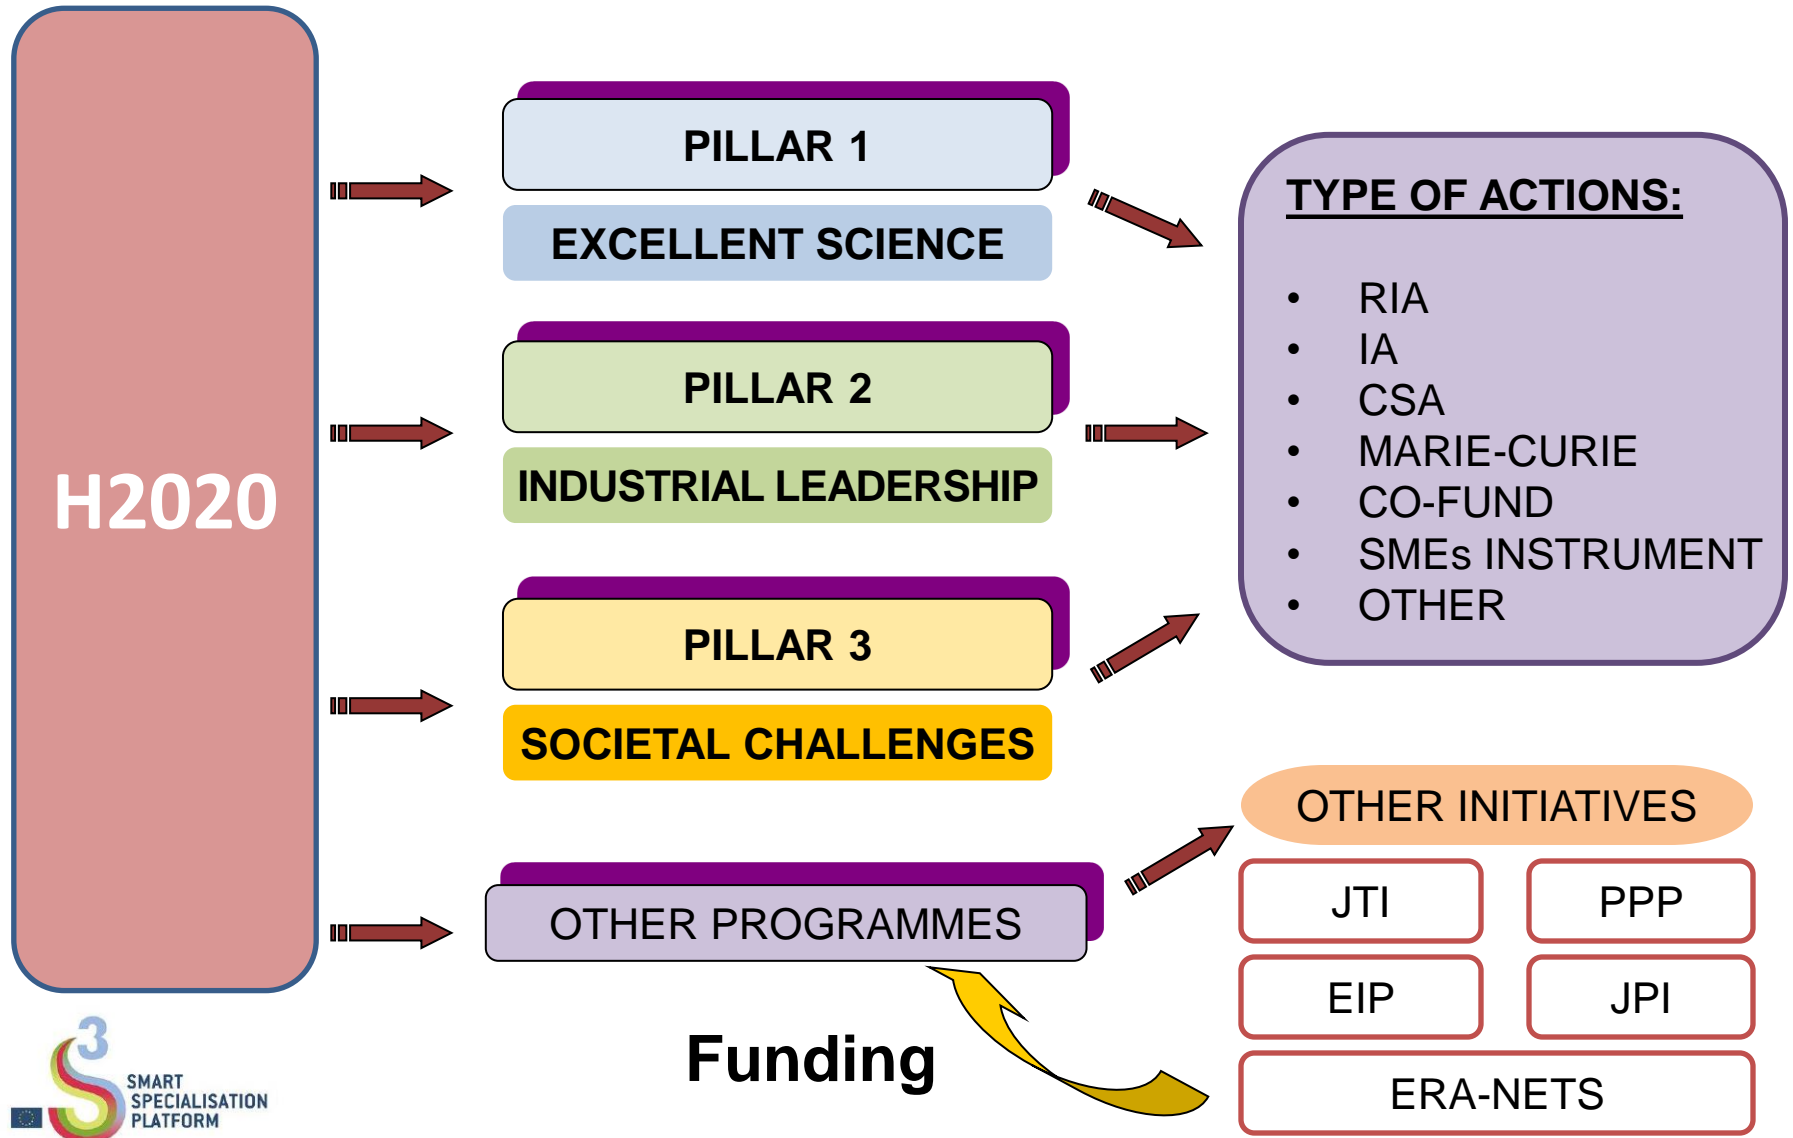 H2020
PILLAR 1
EXCELLENT SCIENCE
PILLAR 2
INDUSTRIAL LEADERSHIP
PILLAR 3
SOCIETAL CHALLENGES
OTHER PROGRAMMES
TYPE OF ACTIONS:
• RIA
• IA
• CSA
• MARIE-CURIE
• CO-FUND
• SMEs INSTRUMENT
• OTHER
OTHER INITIATIVES
JTI
PPP
EIP
JPI
ERA-NETS
Funding
3
SMART
SPECIALISATION
PLATFORM